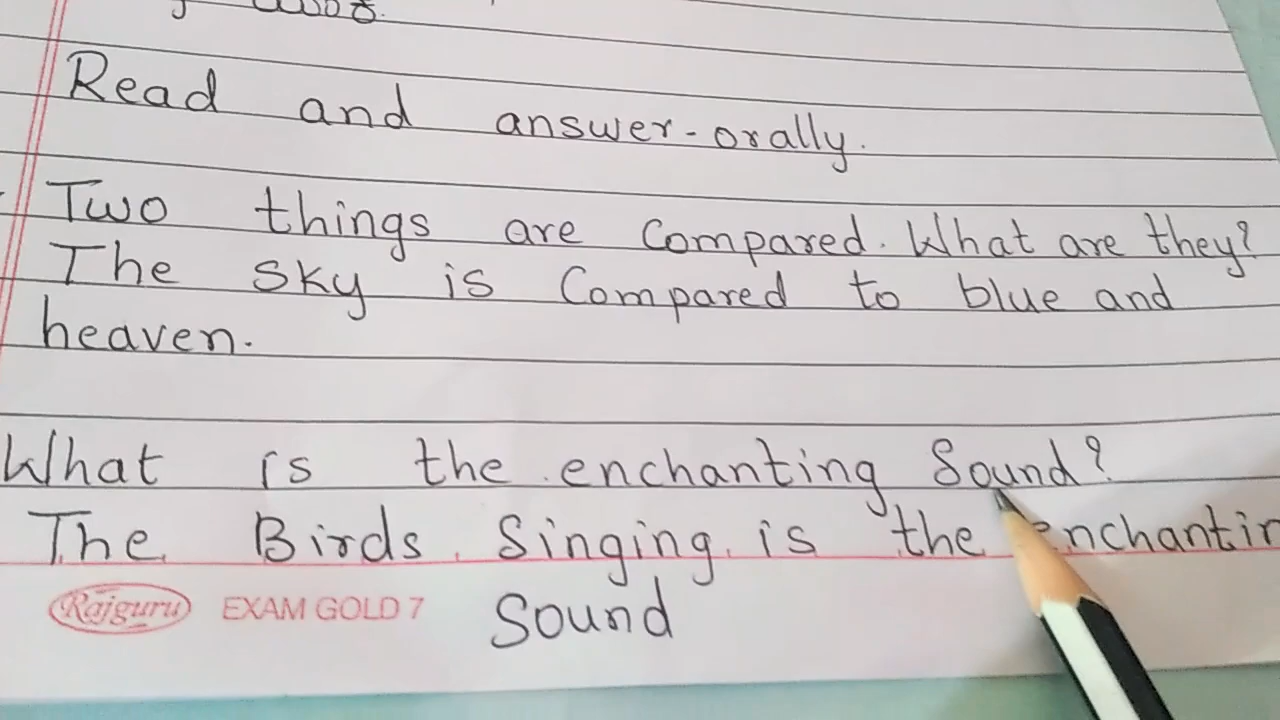 Read and answer-orally.
Two things are Compared. What are they?
The sky is Compared to blue and
heaven.
What is the enchanting Sound?
The Birds Singing is the enchantin
Rajguru EXAM GOLD 7
Sound